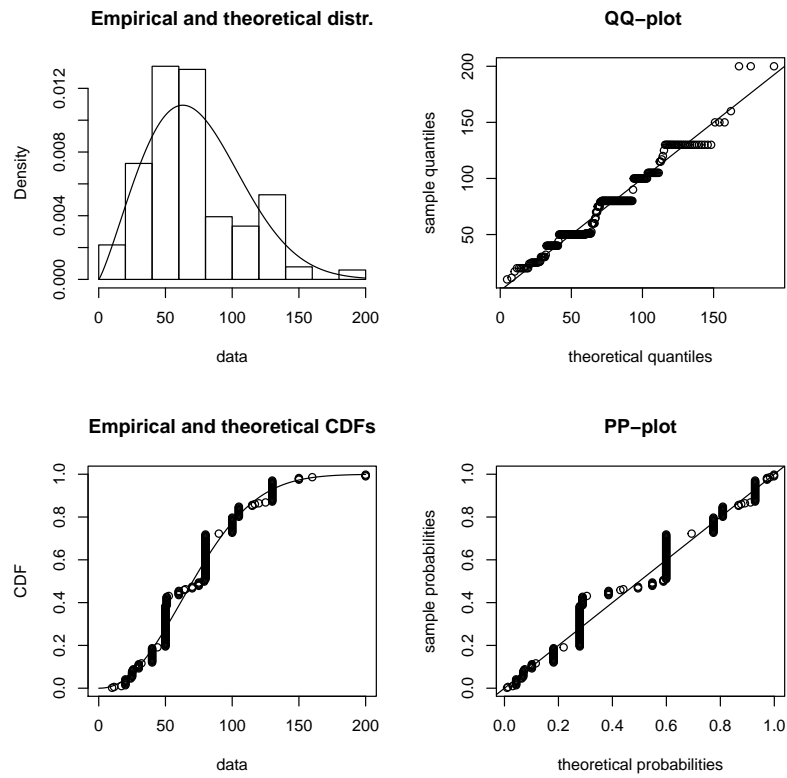 Empirical and theoretical distr.
Density
0.000 0.004 0.008 0.012
0 50 100 150 200
data
QQ−plot
sample quantiles
50 100 150 200
0 50 100 150
theoretical quantiles
Empirical and theoretical CDFs
CDF
0.0 0.2 0.4 0.6 0.8 1.0
0 50 100 150 200
data
PP−plot
sample probabilities
0.0 0.2 0.4 0.6 0.8 1.0
0.0 0.2 0.4 0.6 0.8 1.0
theoretical probabilities